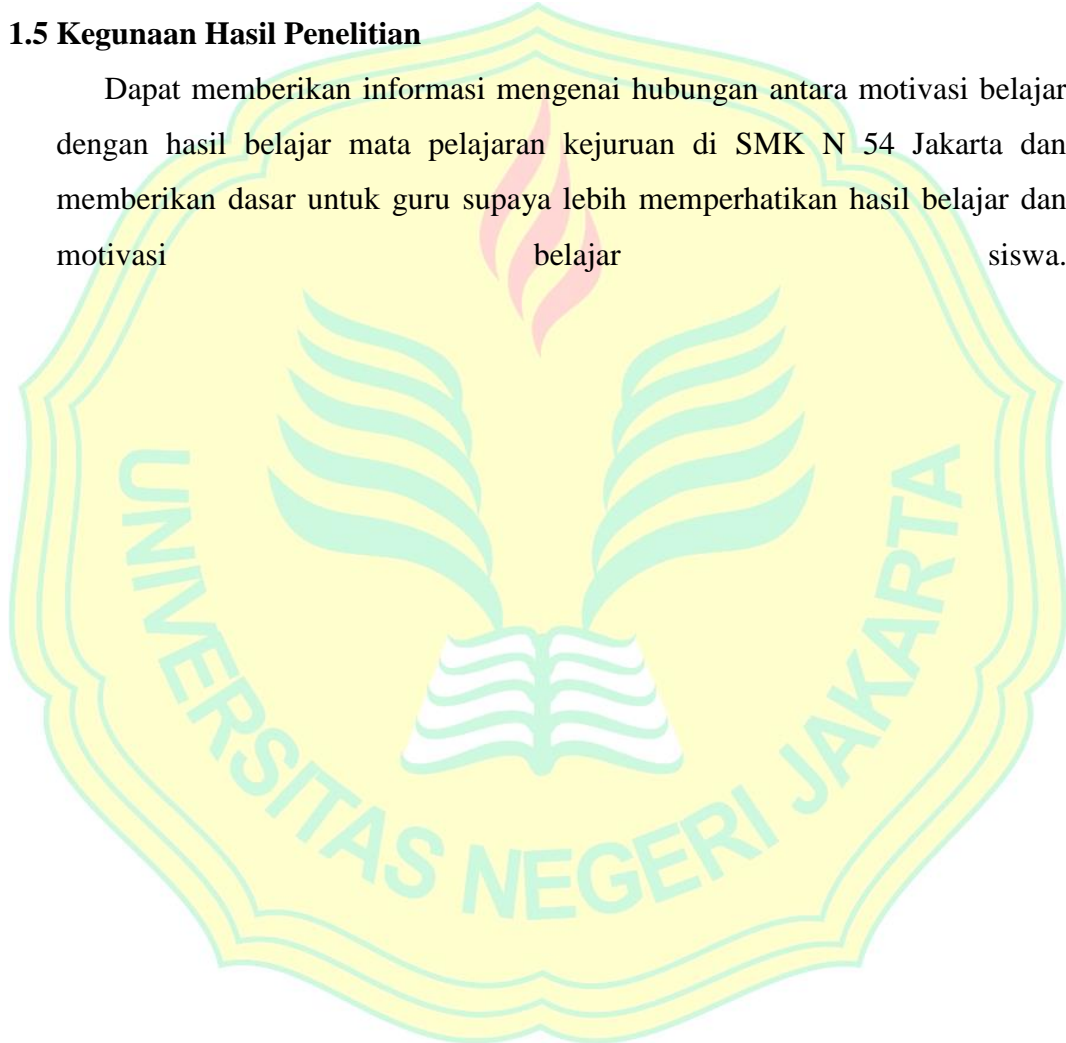 1.5 Kegunaan Hasil Penelitian
Dapat memberikan informasi mengenai hubungan antara motivasi belajar
dengan hasil belajar mata pelajaran kejuruan di SMK N 54 Jakarta dan
memberikan dasar untuk guru supaya lebih memperhatikan hasil belajar dan
motivasi belajar siswa.
UNIVERSITAS NEGERI JAKARTA